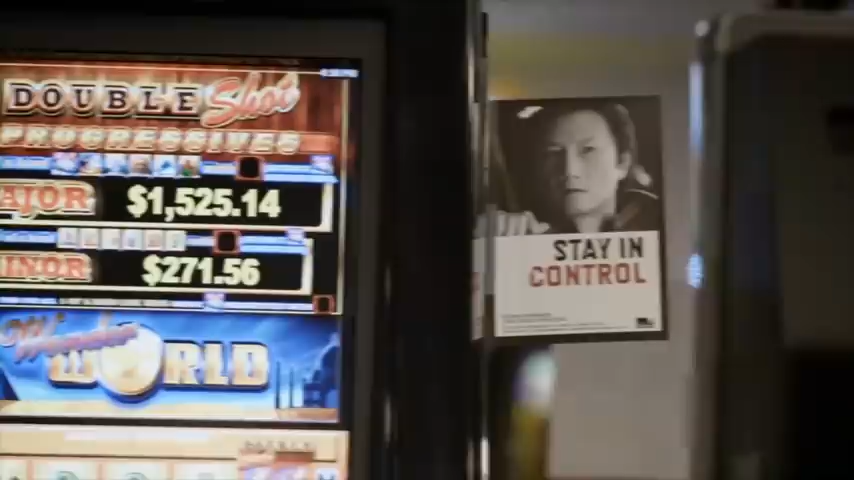 DOUBLE Shot
PROGRESSIVES
AJOR $1,525.14
INOR $271.56
WORLD
STAY IN
CONTROL